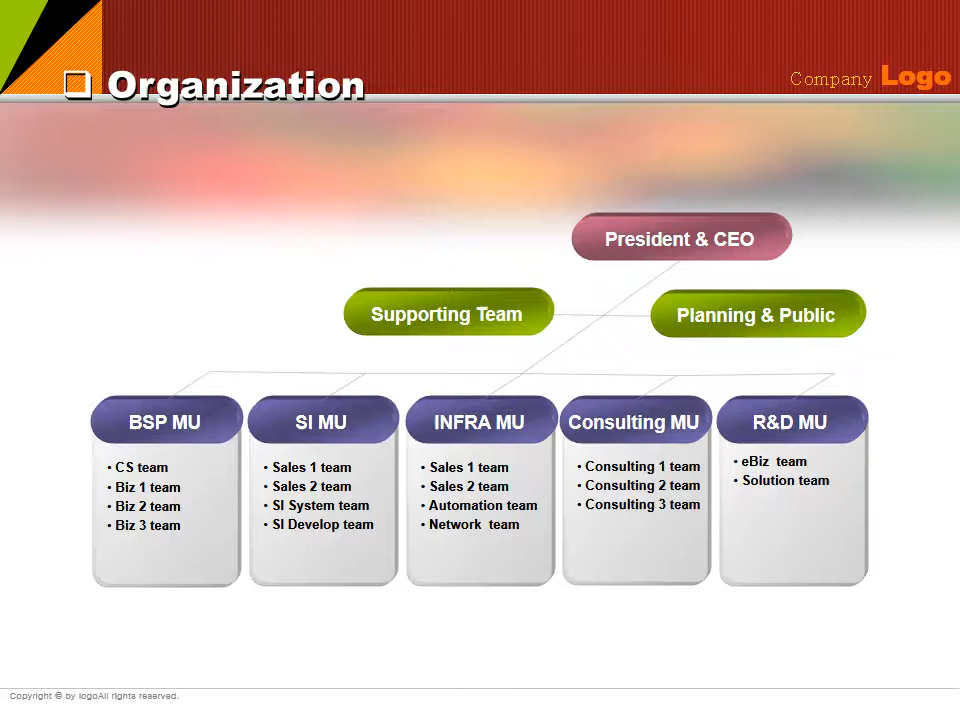 Organization
Company Logo
President & CEO
Supporting Team
Planning & Public
BSP MU
SI MU
INFRA MU
Consulting MU
R&D MU
• CS team
• Biz 1 team
• Biz 2 team
• Biz 3 team
• Sales 1 team
• Sales 2 team
• SI System team
• SI Develop team
• Sales 1 team
• Sales 2 team
• Automation team
• Network  team
• Consulting 1 team
• Consulting 2 team
• Consulting 3 team
• eBiz  team
• Solution team
Copyright © by logoAll rights reserved.